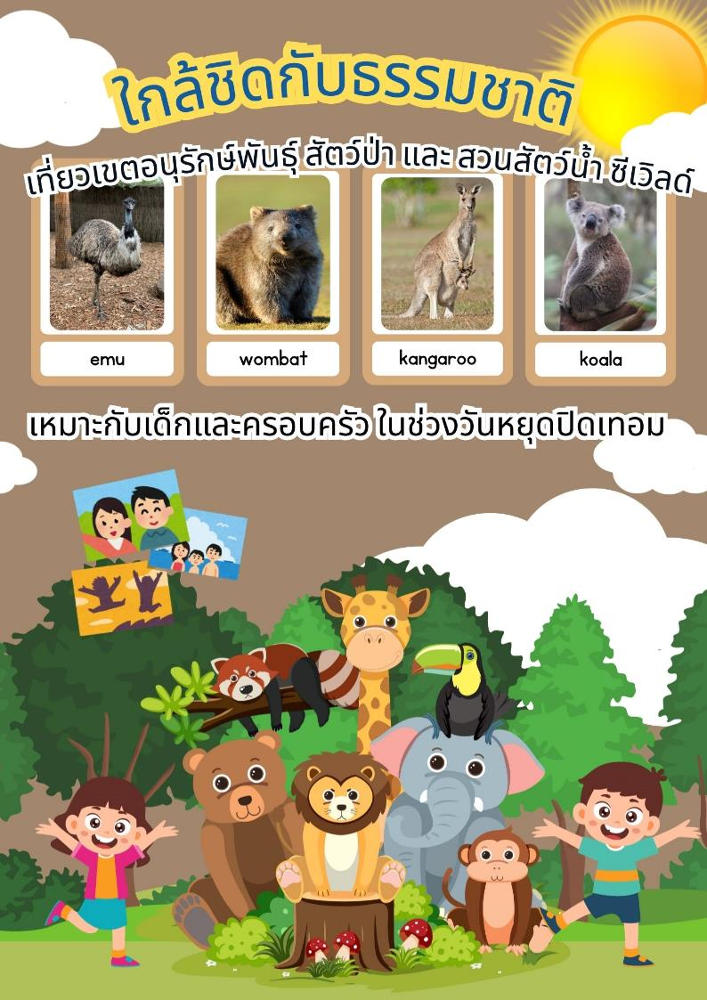 ใกล้ชิดกับธรรมชาติ
เที่ยวเขตอนุรักษ์พันธุ์ สัตว์ป่า และ สวนสัตว์น้ำ ซีเวิลด์
emu
wombat
kangaroo
koala
เหมาะกับเด็กและครอบครัว ในช่วงวันหยุดปิดเทอม